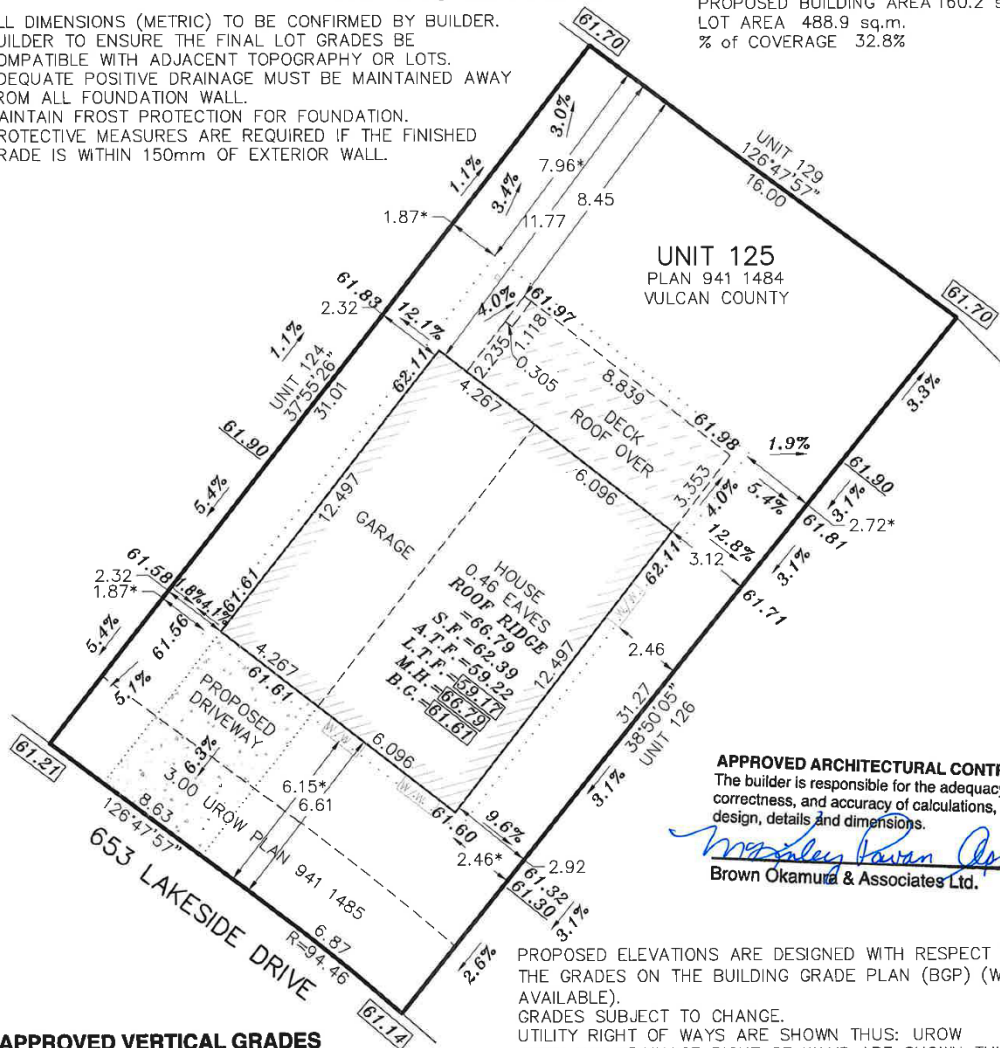 LL DIMENSIONS (METRIC) TO BE CONFIRMED BY BUILDER.
UILDER TO ENSURE THE FINAL LOT GRADES BE
OMPATIBLE WITH ADJACENT TOPOGRAPHY OR LOTS.
DEQUATE POSITIVE DRAINAGE MUST BE MAINTAINED AWAY
ROM ALL FOUNDATION WALL.
AINTAIN FROST PROTECTION FOR FOUNDATION.
ROTECTIVE MEASURES ARE REQUIRED IF THE FINISHED
RADE IS WITHIN 150mm OF EXTERIOR WALL.
PROPOSED BUILDING AREA 160.2 s
LOT AREA 488.9 sq.m.
% of COVERAGE 32.8%
61.70
3.0%
7.96*
8.45
11.77
1.1%
3.4%
1.87*
UNIT 129
126°47'57"
16.00
UNIT 125
PLAN 941 1484
VULCAN COUNTY
61.70
61.83
2.32
12.1%
4.0%
61.97
1.118
2.235
0.305
8.839
1.1%
UNIT 124
37°55'26"
31.01
62.11
4.267
DECK
ROOF OVER
61.98
3.3%
1.9%
61.90
5.4%
3.1%
61.81
2.72*
61.90
5.4%
12.497
GARAGE
6.096
3.353
4.0%
62.11
12.8%
3.12
3.1%
61.71
HOUSE
0.46 EAVES
ROOF RIDGE
=66.79
S.F.=62.39
A.T.F=59.22
L.T.F=59.17
M.H.=66.79
B.G.=61.61
W/W
12.497
2.46
61.58
2.32
1.87*
1.8%
4.1%
61.61
61.56
5.4%
5.1%
4.267
61.61
PROPOSED
DRIVEWAY
6.3%
W/W
6.096
W/W
61.60
9.6%
2.46*
2.92
61.32
61.30
3.1%
31.27
38°50'05"
UNIT 126
3.1%
61.21
3.00 UROW PLAN 941 1485
6.15*
6.61
8.63
126°47'57"
653 LAKESIDE DRIVE
6.87
R=94.46
2.6%
61.14
APPROVED ARCHITECTURAL CONTR
The builder is responsible for the adequacy
correctness, and accuracy of calculations,
design, details and dimensions.
Brown Okamura & Associates Ltd.
PROPOSED ELEVATIONS ARE DESIGNED WITH RESPECT
THE GRADES ON THE BUILDING GRADE PLAN (BGP) (W
AVAILABLE).
GRADES SUBJECT TO CHANGE.
UTILITY RIGHT OF WAYS ARE SHOWN THUS: UROW
APPROVED VERTICAL GRADES